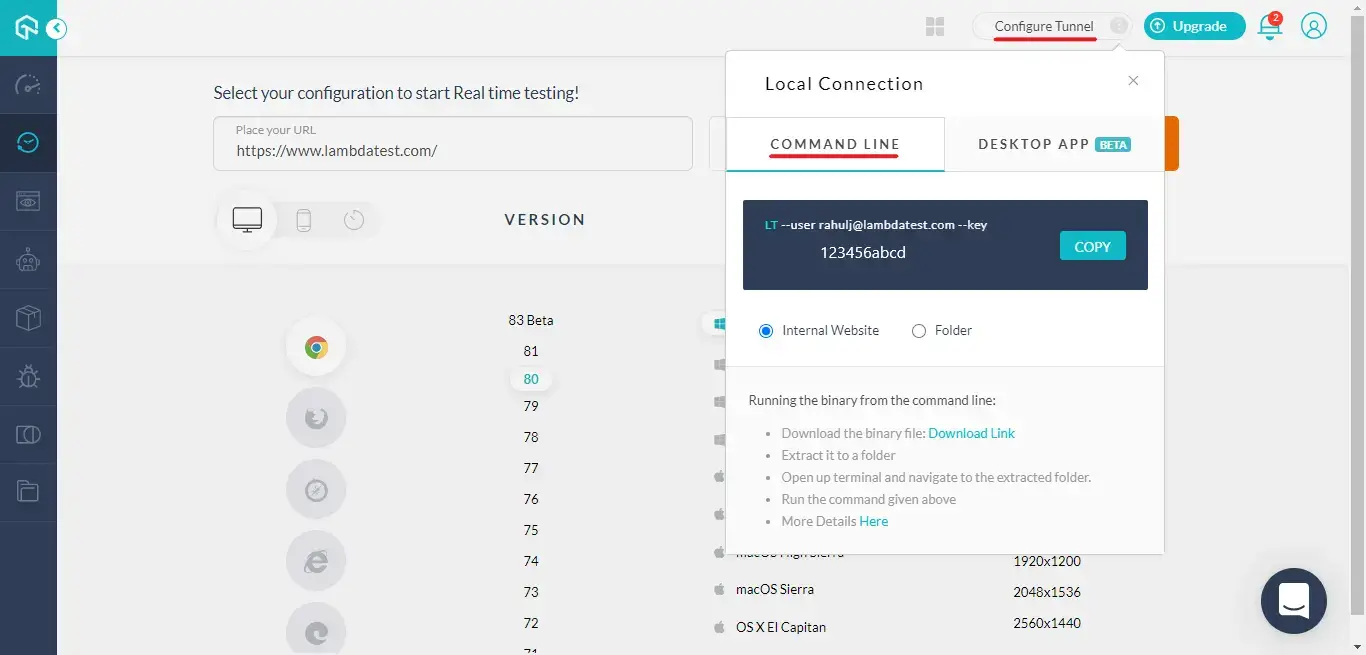 Configure Tunnel
Upgrade
2
Select your configuration to start Real time testing!
Place your URL
https://www.lambdatest.com/
VERSION
83 Beta
81
80
79
78
77
76
75
74
73
72
Local Connection
COMMAND LINE
DESKTOP APP BETA
LT --user rahulj@lambdatest.com --key
123456abcd
COPY
Internal Website
Folder
Running the binary from the command line:
Download the binary file: Download Link
Extract it to a folder
Open up terminal and navigate to the extracted folder.
Run the command given above
More Details Here
macOS High Sierra
macOS Sierra
OS X El Capitan
1920x1200
2048x1536
2560x1440